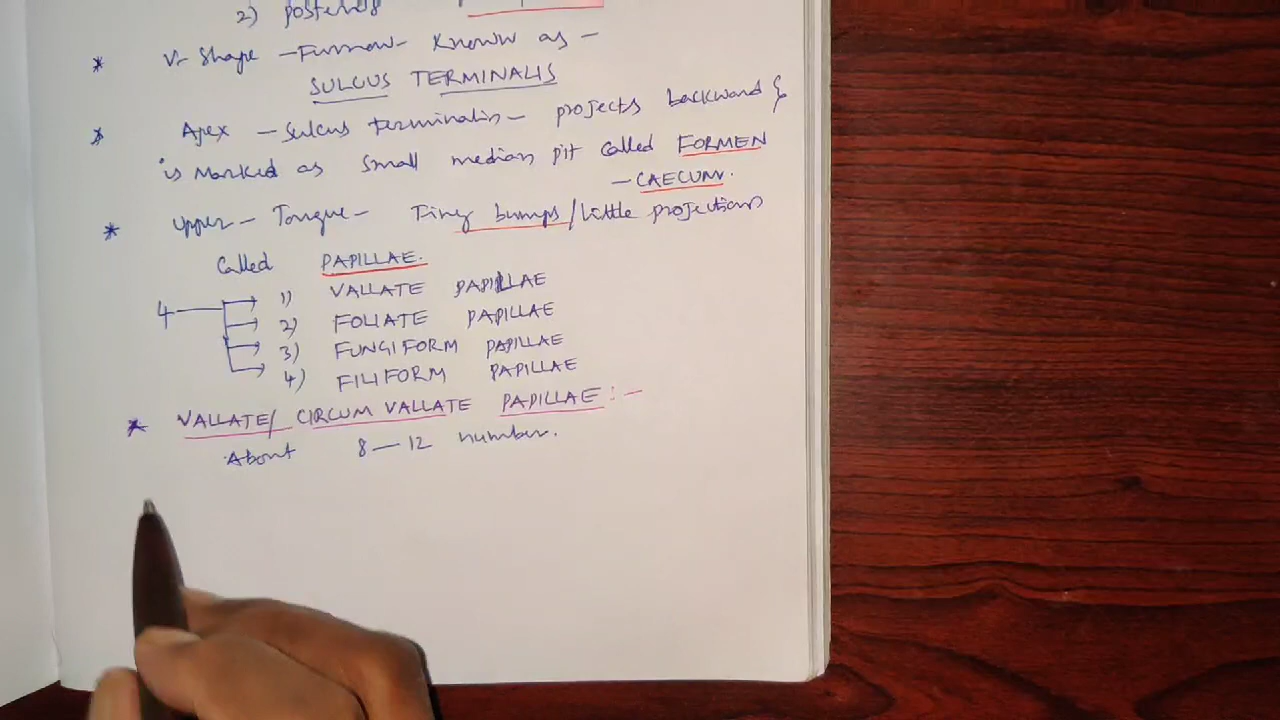 2) posterior
* V- Shape - Furrow - Known as -
SULCUS TERMINALIS
* Apex - Sulcus terminalis - projects backward &
is marked as small median pit called FORMEN
- CAECUM.
* Upper - Tongue - Tiny bumps/little projections
Called PAPILLAE.
4 1) VALLATE PAPILLAE
2) FOLIATE PAPILLAE
3) FUNGIFORM PAPILLAE
4) FILIFORM PAPILLAE
* VALLATE/ CIRCUM VALLATE PAPILLAE :-
About 8-12 number.